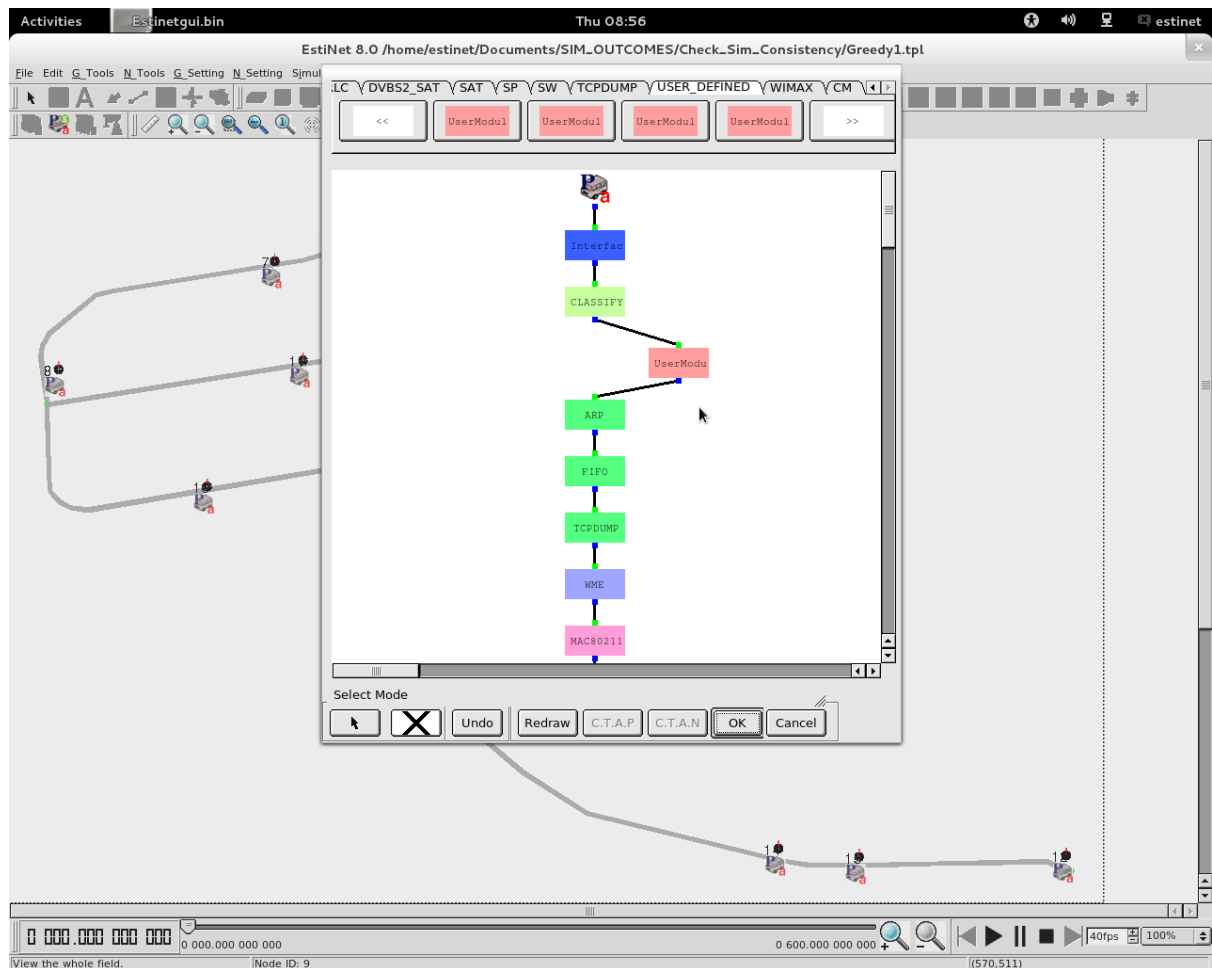 Activities Estinetgui.bin Thu 08:56 estinet
EstiNet 8.0 /home/estinet/Documents/SIM_OUTCOMES/Check_Sim_Consistency/Greedy1.tpl
File Edit G_Tools N_Tools G_Setting N_Setting Simul
LC DVBS2_SAT SAT SP SW TCPDUMP USER_DEFINED WIMAX CM
<< UserModul UserModul UserModul UserModul >>
P a
Interfac
CLASSIFY
UserModu
ARP
FIFO
TCPDUMP
WME
MAC80211
7
8
Select Mode
Undo Redraw C.T.A.P C.T.A.N OK Cancel
0 000.000 000 000
0 000.000 000 000
0 600.000 000 000
40fps 100%
View the whole field. Node ID: 9 (570,511)